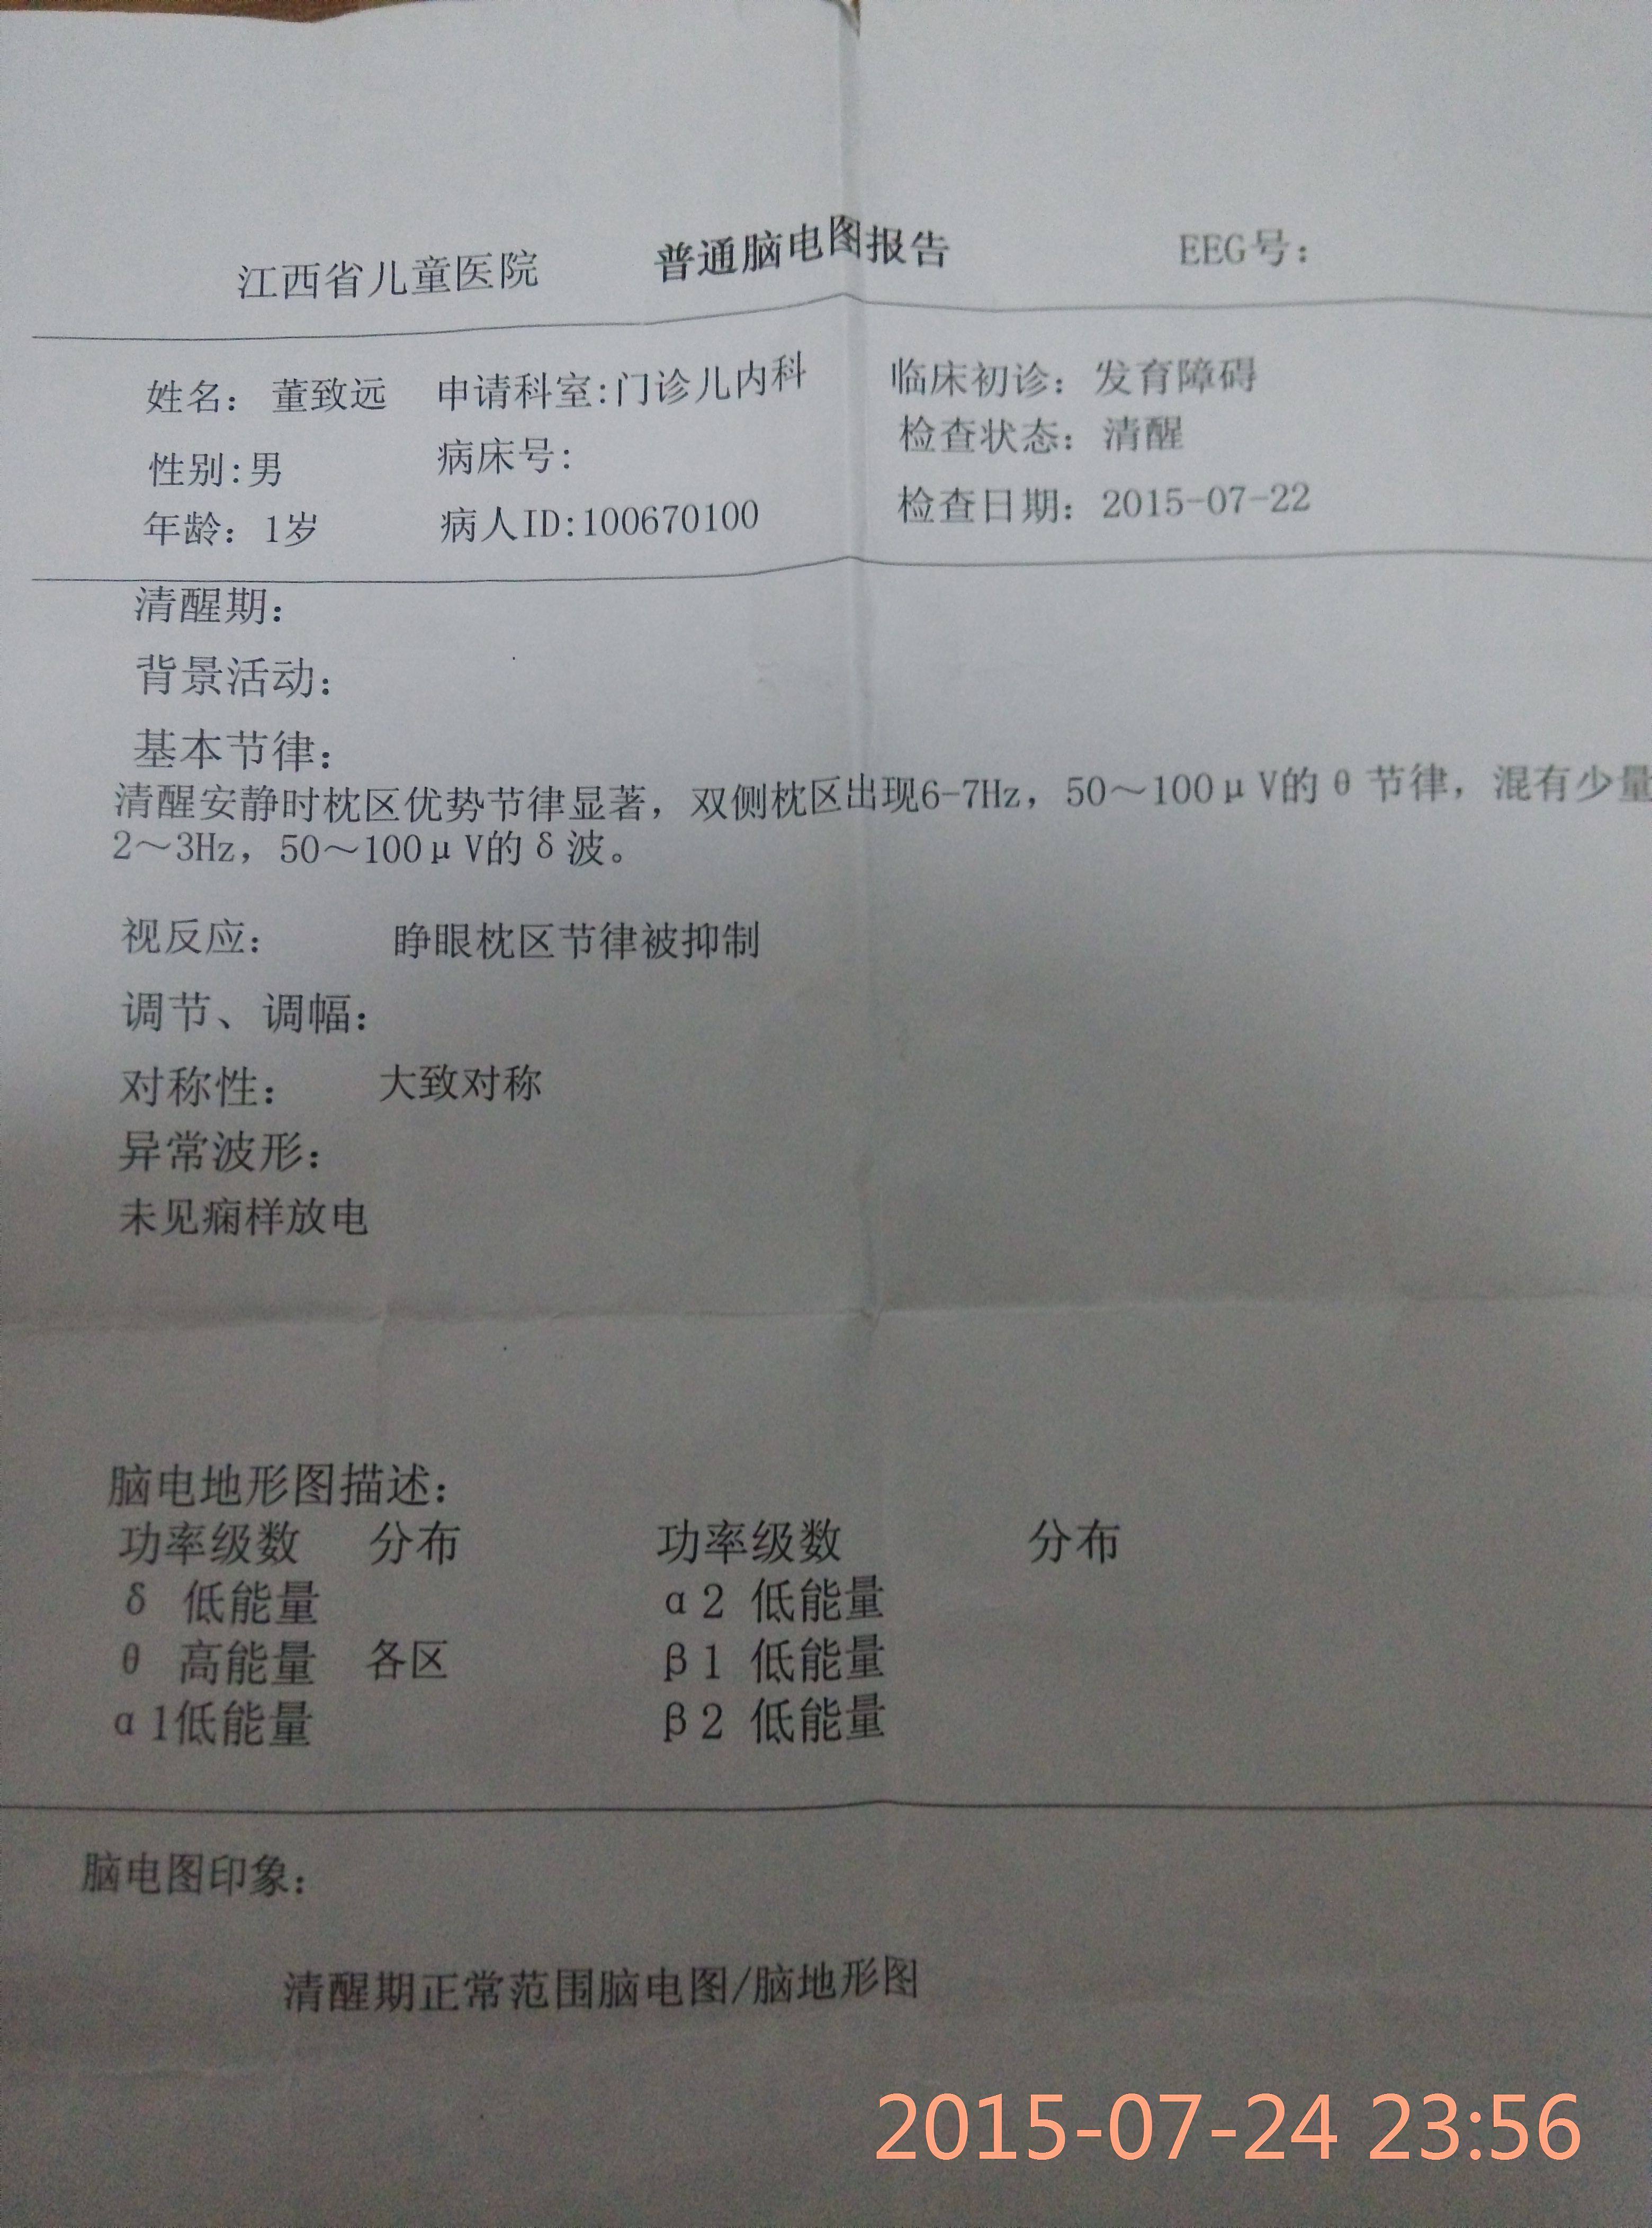 江西省儿童医院 普通脑电图报告 EEG号：
姓名：董致远 申请科室:门诊儿内科 临床初诊：发育障碍
性别:男 病床号： 检查状态：清醒
年龄：1岁 病人ID:100670100 检查日期：2015-07-22
清醒期：
背景活动：
基本节律：
清醒安静时枕区优势节律显著，双侧枕区出现6-7Hz，50～100μV的θ节律，混有少量
2～3Hz，50～100μV的δ波。
视反应： 睁眼枕区节律被抑制
调节、调幅：
对称性： 大致对称
异常波形：
未见痫样放电
脑电地形图描述：
功率级数 分布 功率级数 分布
δ 低能量 α2 低能量
θ 高能量 各区 β1 低能量
α1低能量 β2 低能量
脑电图印象：
清醒期正常范围脑电图/脑地形图
2015-07-24 23:56